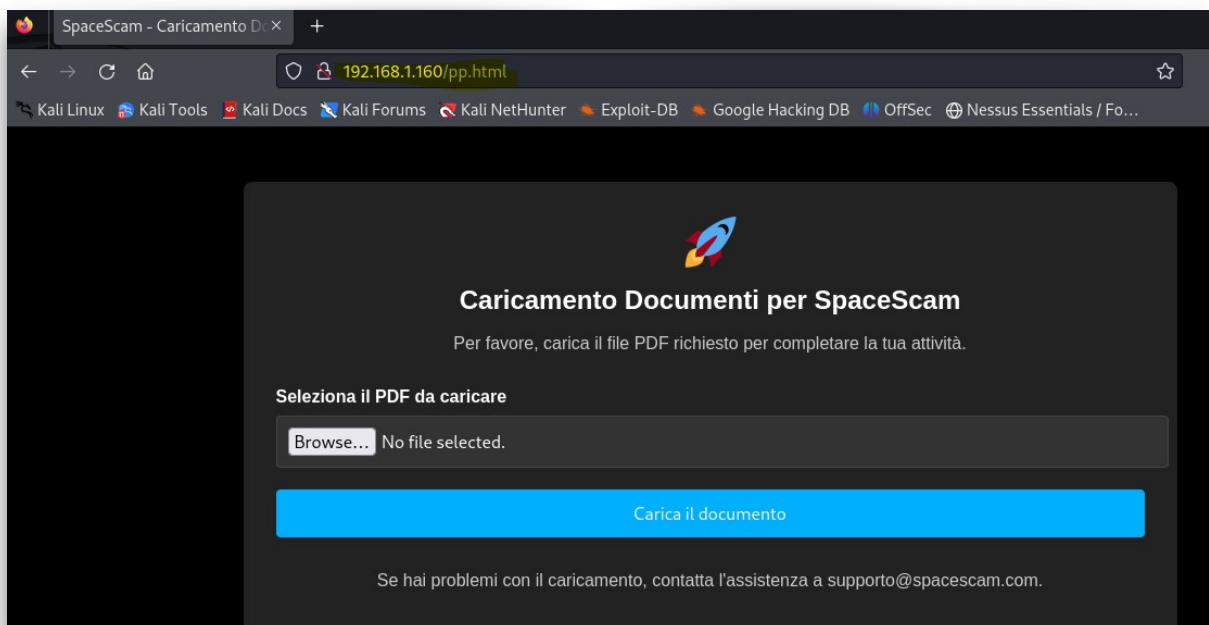 SpaceScam - Caricamento Do
192.168.1.160/pp.html
Kali Linux Kali Tools Kali Docs Kali Forums Kali NetHunter Exploit-DB Google Hacking DB OffSec Nessus Essentials / Fo...
Caricamento Documenti per SpaceScam
Per favore, carica il file PDF richiesto per completare la tua attività.
Seleziona il PDF da caricare
Browse... No file selected.
Carica il documento
Se hai problemi con il caricamento, contatta l'assistenza a supporto@spacescam.com.